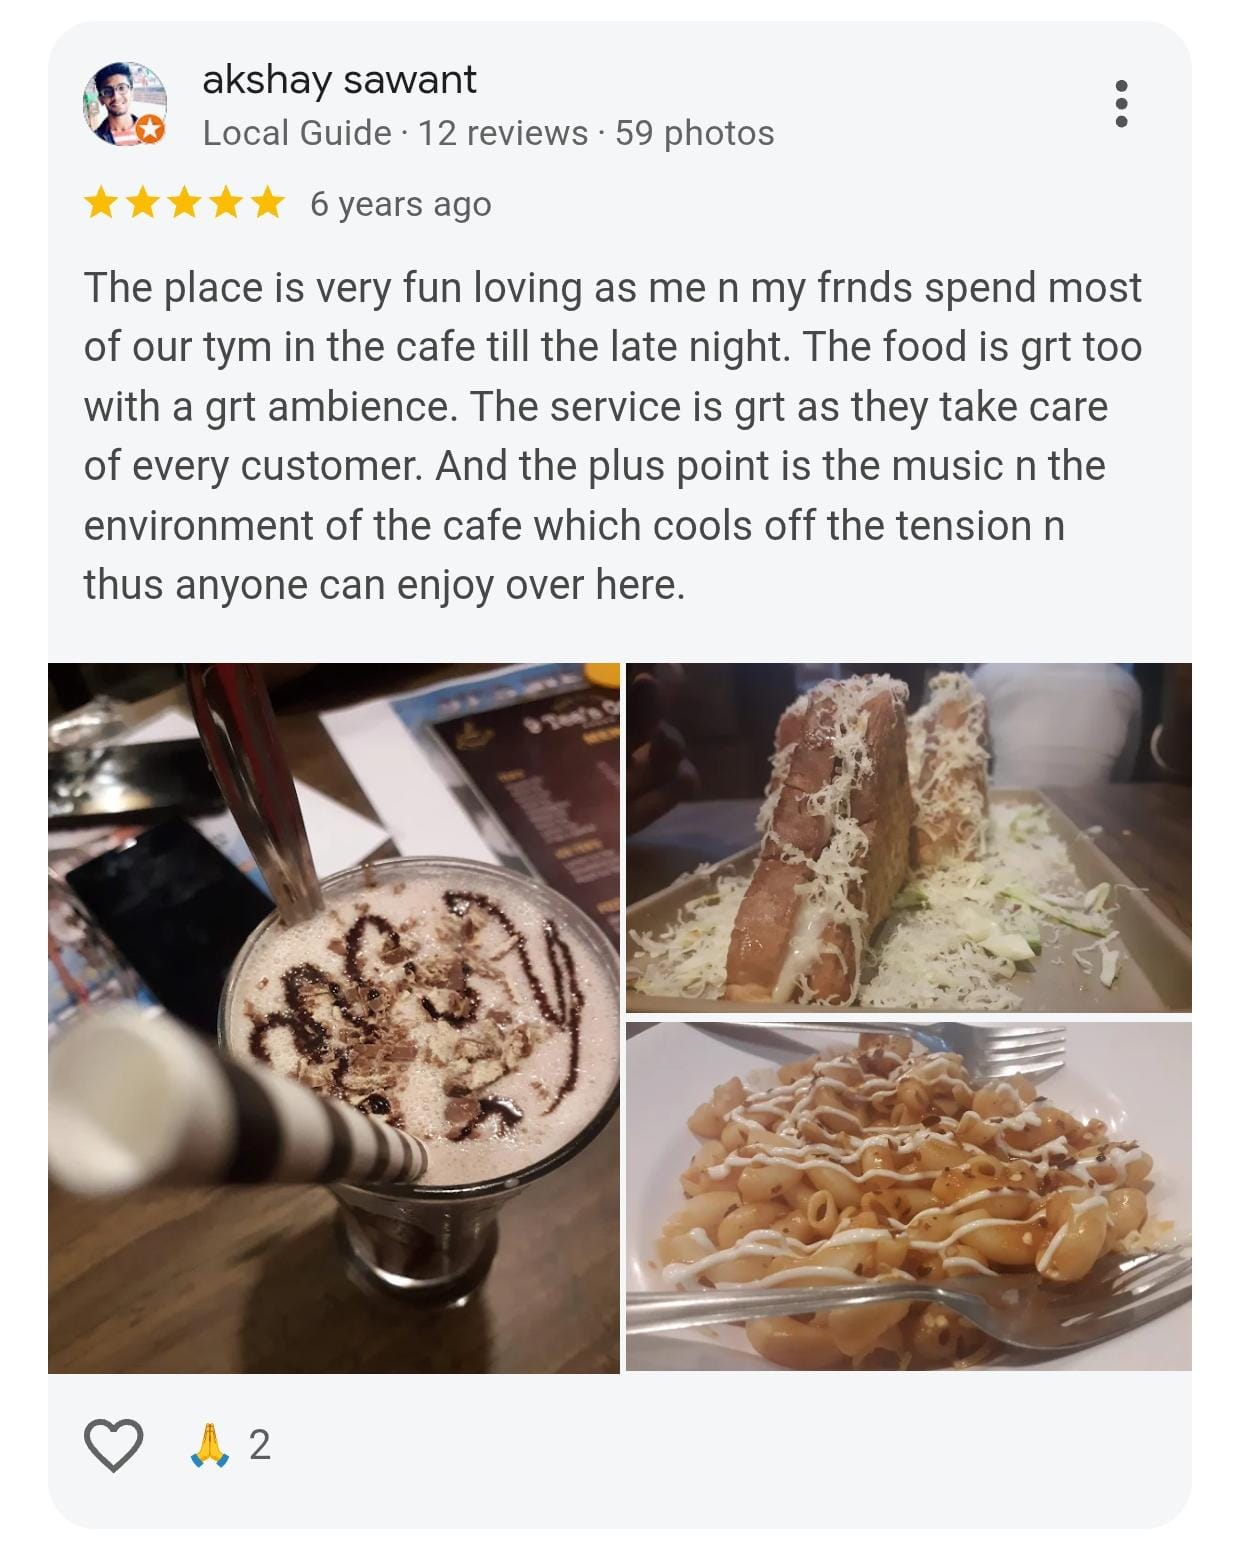 akshay sawant
Local Guide · 12 reviews · 59 photos
6 years ago
The place is very fun loving as me n my frnds spend most
of our tym in the cafe till the late night. The food is grt too
with a grt ambience. The service is grt as they take care
of every customer. And the plus point is the music n the
environment of the cafe which cools off the tension n
thus anyone can enjoy over here.
2